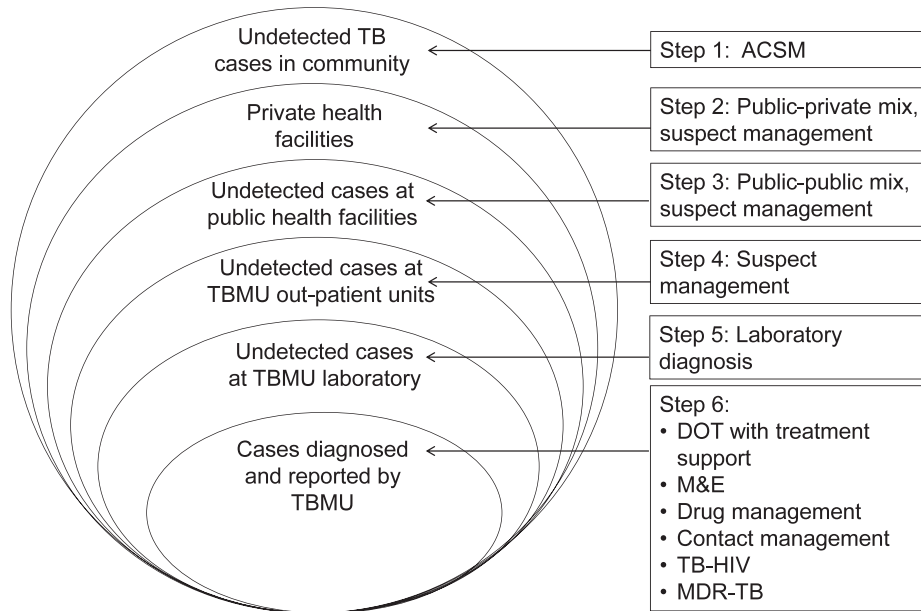 Undetected TB
cases in community
Step 1: ACSM
Private health
facilities
Step 2: Public-private mix,
suspect management
Undetected cases at
public health facilities
Step 3: Public-public mix,
suspect management
Undetected cases at
TBMU out-patient units
Step 4: Suspect
management
Undetected cases
at TBMU laboratory
Step 5: Laboratory
diagnosis
Cases diagnosed
and reported by
TBMU
Step 6:
• DOT with treatment
support
• M&E
• Drug management
• Contact management
• TB-HIV
• MDR-TB